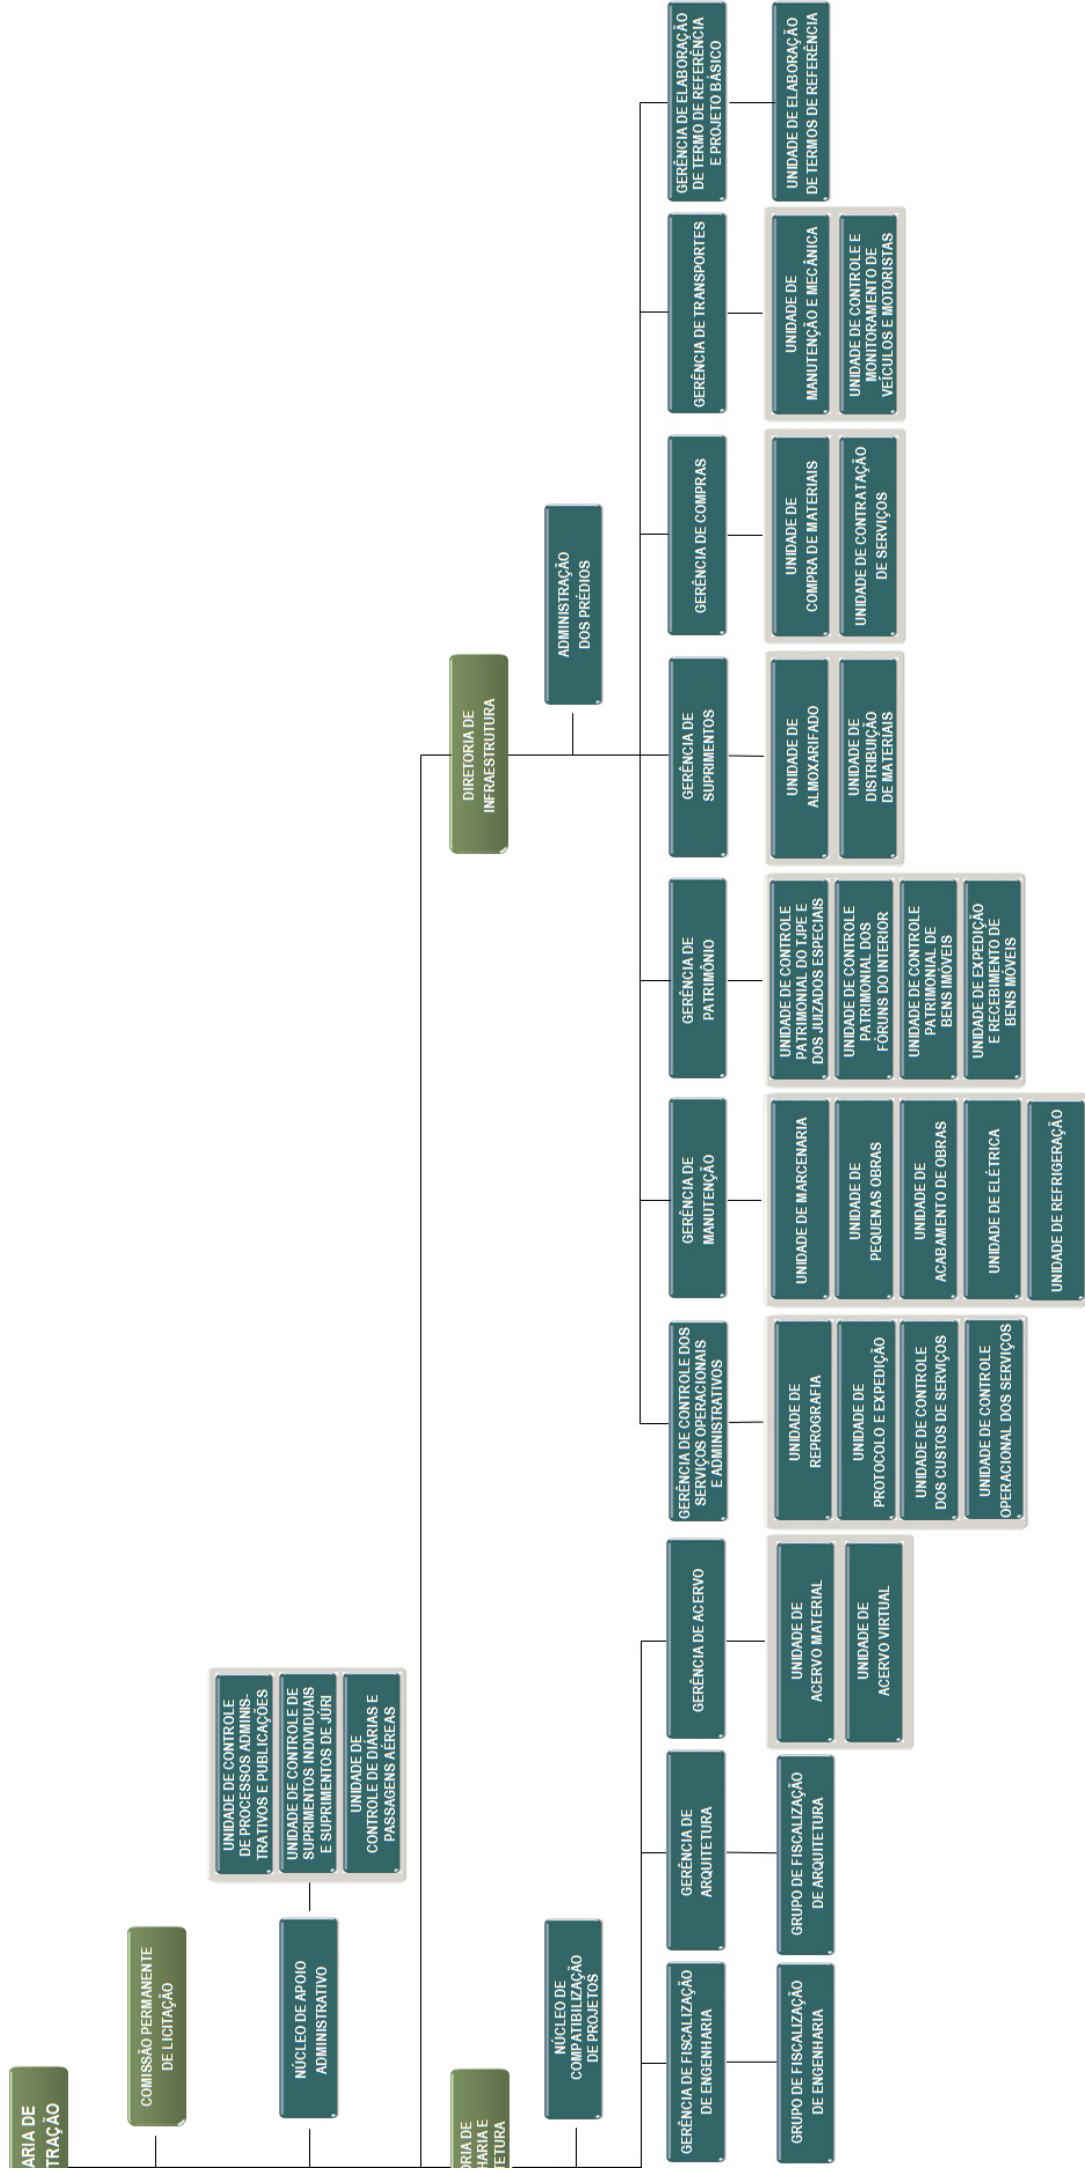 ARIA DE
TRAÇÃO
COMISSÃO PERMANENTE
DE LICITAÇÃO
NÚCLEO DE APOIO
ADMINISTRATIVO
UNIDADE DE CONTROLE
DE PROCESSOS ADMINIS-
TRATIVOS E PUBLICAÇÕES
UNIDADE DE CONTROLE DE
SUPRIMENTOS INDIVIDUAIS
E SUPRIMENTOS DE JÚRI
UNIDADE DE
CONTROLE DE DIÁRIAS E
PASSAGENS AÉREAS
ORIA DE
HARIA E
TETURA
DIRETORIA DE
INFRAESTRUTURA
NÚCLEO DE
COMPATIBILIZAÇÃO
DE PROJETOS
ADMINISTRAÇÃO
DOS PRÉDIOS
GERÊNCIA DE FISCALIZAÇÃO
DE ENGENHARIA
GRUPO DE FISCALIZAÇÃO
DE ENGENHARIA
GERÊNCIA DE
ARQUITETURA
GRUPO DE FISCALIZAÇÃO
DE ARQUITETURA
GERÊNCIA DE ACERVO
UNIDADE DE
ACERVO MATERIAL
UNIDADE DE
ACERVO VIRTUAL
GERÊNCIA DE CONTROLE DOS
SERVIÇOS OPERACIONAIS
E ADMINISTRATIVOS
UNIDADE DE
REPROGRAFIA
UNIDADE DE
PROTOCOLO E EXPEDIÇÃO
UNIDADE DE CONTROLE
DOS CUSTOS DE SERVIÇOS
UNIDADE DE CONTROLE
OPERACIONAL DOS SERVIÇOS
GERÊNCIA DE
MANUTENÇÃO
UNIDADE DE MARCENARIA
UNIDADE DE
PEQUENAS OBRAS
UNIDADE DE
ACABAMENTO DE OBRAS
UNIDADE DE ELÉTRICA
UNIDADE DE REFRIGERAÇÃO
GERÊNCIA DE
PATRIMÔNIO
UNIDADE DE CONTROLE
PATRIMONIAL DO TJPE E
DOS JUIZADOS ESPECIAIS
UNIDADE DE CONTROLE
PATRIMONIAL DOS
FÓRUNS DO INTERIOR
UNIDADE DE CONTROLE
PATRIMONIAL DE
BENS IMÓVEIS
UNIDADE DE EXPEDIÇÃO
E RECEBIMENTO DE
BENS MÓVEIS
GERÊNCIA DE
SUPRIMENTOS
UNIDADE DE
ALMOXARIFADO
UNIDADE DE
DISTRIBUIÇÃO
DE MATERIAIS
GERÊNCIA DE COMPRAS
UNIDADE DE
COMPRA DE MATERIAIS
UNIDADE DE CONTRATAÇÃO
DE SERVIÇOS
GERÊNCIA DE TRANSPORTES
UNIDADE DE
MANUTENÇÃO E MECÂNICA
UNIDADE DE CONTROLE E
MONITORAMENTO DE
VEÍCULOS E MOTORISTAS
GERÊNCIA DE ELABORAÇÃO
DE TERMO DE REFERÊNCIA
E PROJETO BÁSICO
UNIDADE DE ELABORAÇÃO
DE TERMOS DE REFERÊNCIA